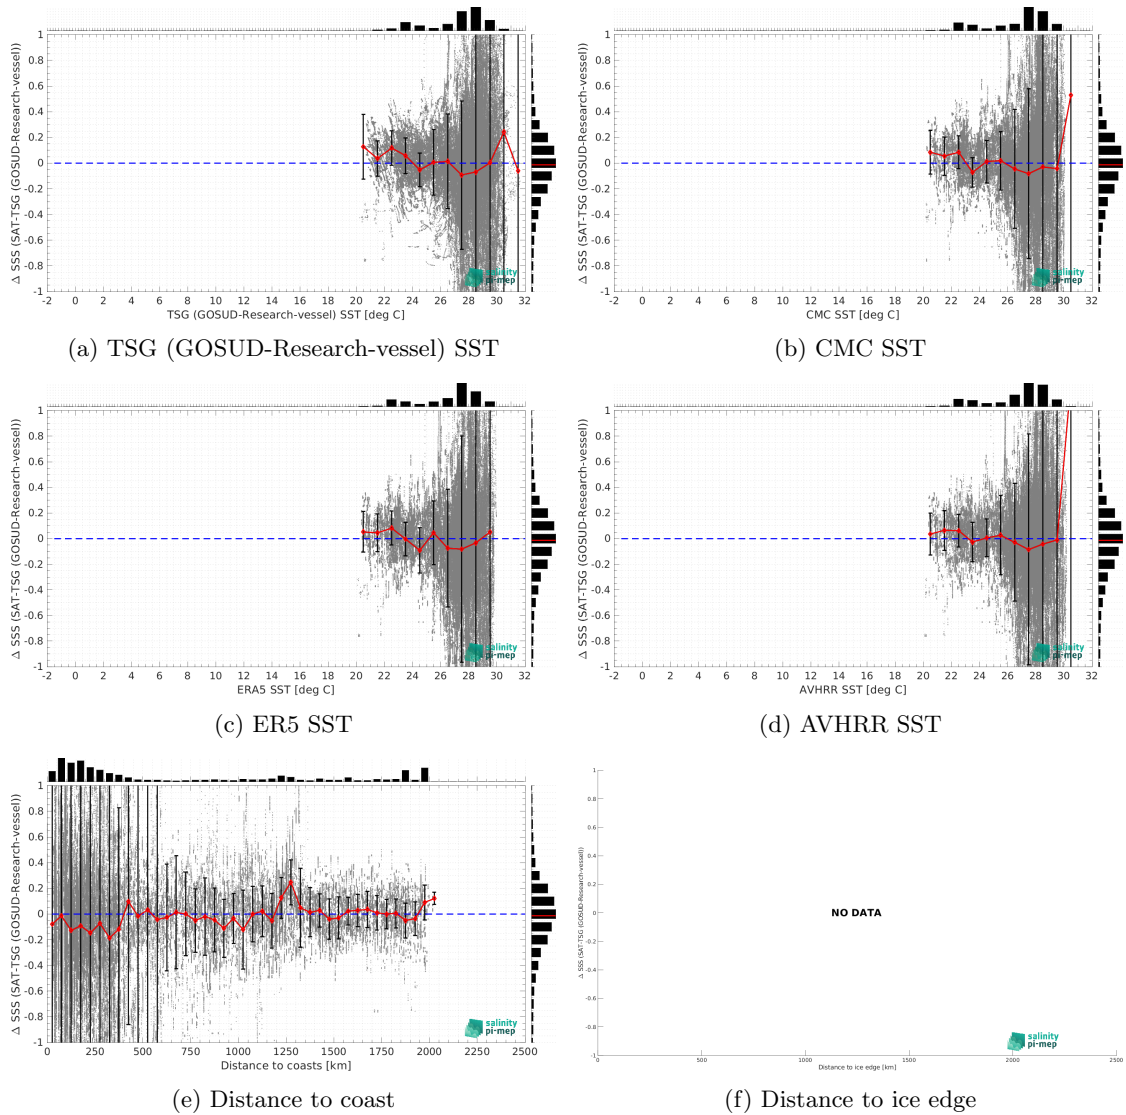 Δ SSS (SAT-TSG (GOSUD-Research-vessel))
1
0.8
0.6
0.4
0.2
0
-0.2
-0.4
-0.6
-0.8
-1
-2 0 2 4 6 8 10 12 14 16 18 20 22 24 26 28 30 32
TSG (GOSUD-Research-vessel) SST [deg C]
salinity
pi-mep
(a) TSG (GOSUD-Research-vessel) SST
Δ SSS (SAT-TSG (GOSUD-Research-vessel))
1
0.8
0.6
0.4
0.2
0
-0.2
-0.4
-0.6
-0.8
-1
-2 0 2 4 6 8 10 12 14 16 18 20 22 24 26 28 30 32
CMC SST [deg C]
salinity
pi-mep
(b) CMC SST
Δ SSS (SAT-TSG (GOSUD-Research-vessel))
1
0.8
0.6
0.4
0.2
0
-0.2
-0.4
-0.6
-0.8
-1
-2 0 2 4 6 8 10 12 14 16 18 20 22 24 26 28 30 32
ERA5 SST [deg C]
salinity
pi-mep
(c) ER5 SST
Δ SSS (SAT-TSG (GOSUD-Research-vessel))
1
0.8
0.6
0.4
0.2
0
-0.2
-0.4
-0.6
-0.8
-1
-2 0 2 4 6 8 10 12 14 16 18 20 22 24 26 28 30 32
AVHRR SST [deg C]
salinity
pi-mep
(d) AVHRR SST
Δ SSS (SAT-TSG (GOSUD-Research-vessel))
1
0.8
0.6
0.4
0.2
0
-0.2
-0.4
-0.6
-0.8
-1
0 250 500 750 1000 1250 1500 1750 2000 2250 2500
Distance to coasts [km]
salinity
pi-mep
(e) Distance to coast
Δ SSS (SAT-TSG (GOSUD-Research-vessel))
1
0.8
0.6
0.4
0.2
0
-0.2
-0.4
-0.6
-0.8
-1
NO DATA
0 500 1000 1500 2000 2500
Distance to ice edge [km]
salinity
pi-mep
(f) Distance to ice edge